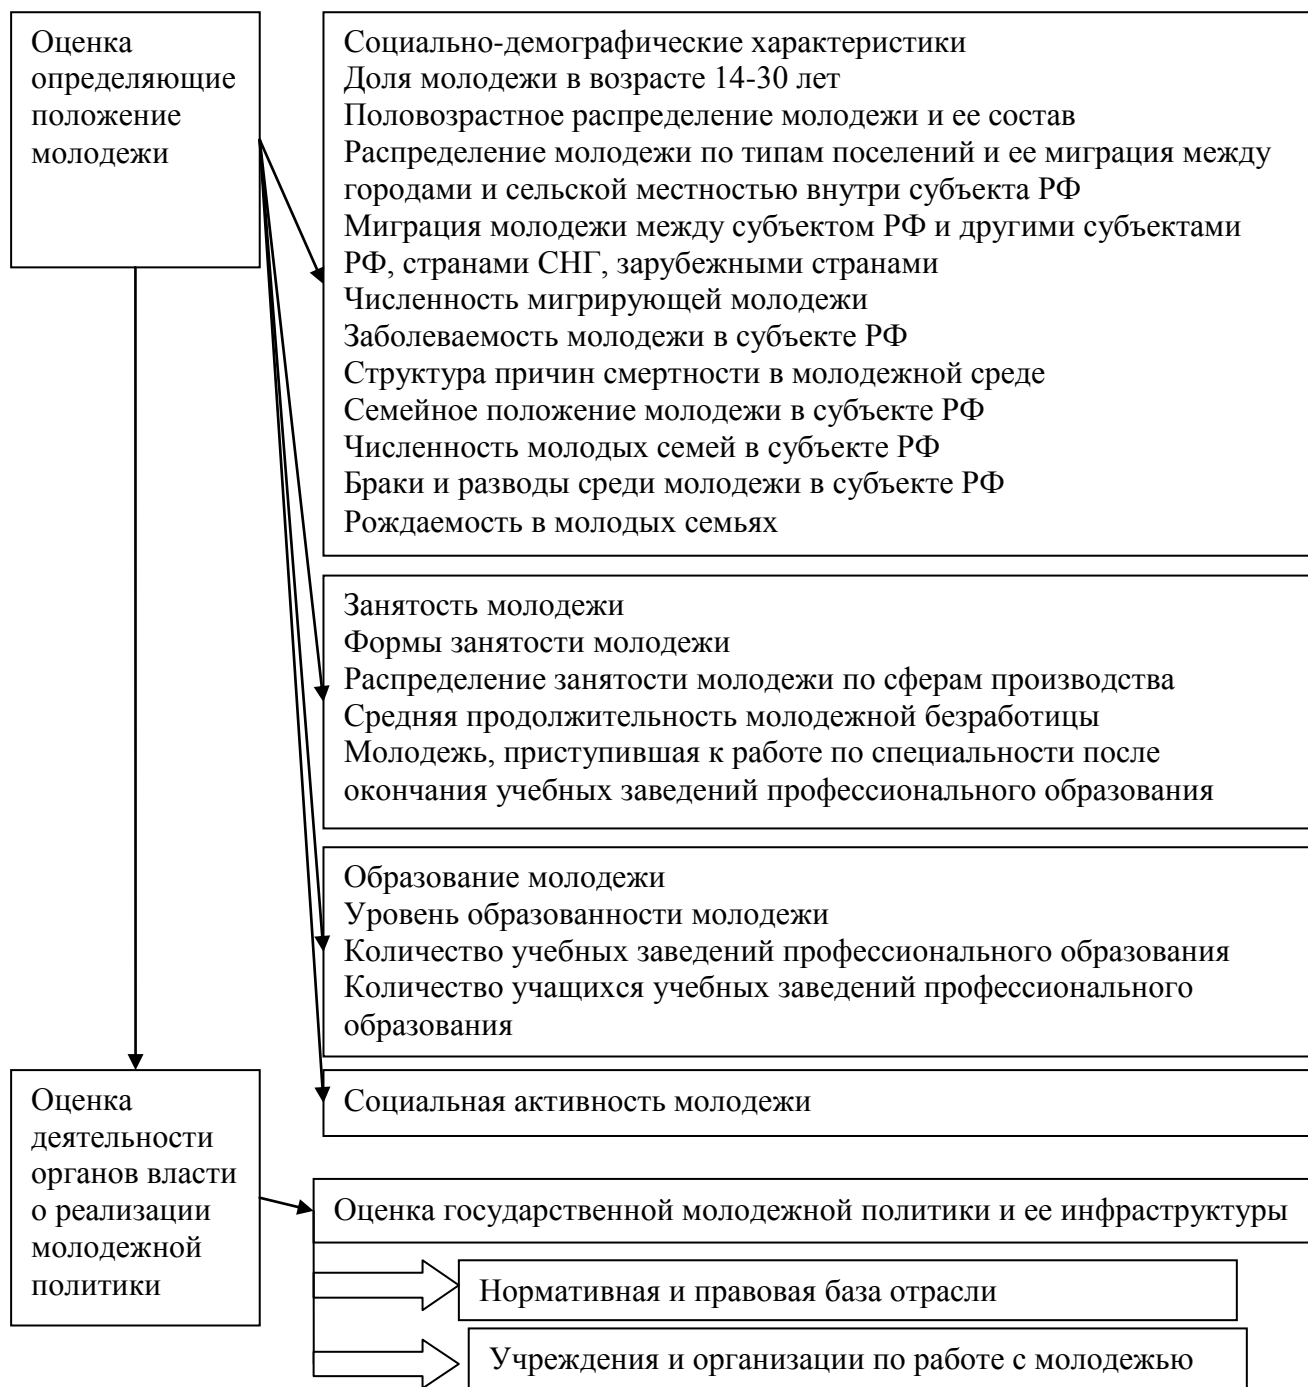 Оценка
определяющие
положение
молодежи
Социально-демографические характеристики
Доля молодежи в возрасте 14-30 лет
Половозрастное распределение молодежи и ее состав
Распределение молодежи по типам поселений и ее миграция между
городами и сельской местностью внутри субъекта РФ
Миграция молодежи между субъектом РФ и другими субъектами
РФ, странами СНГ, зарубежными странами
Численность мигрирующей молодежи
Заболеваемость молодежи в субъекте РФ
Структура причин смертности в молодежной среде
Семейное положение молодежи в субъекте РФ
Численность молодых семей в субъекте РФ
Браки и разводы среди молодежи в субъекте РФ
Рождаемость в молодых семьях
Занятость молодежи
Формы занятости молодежи
Распределение занятости молодежи по сферам производства
Средняя продолжительность молодежной безработицы
Молодежь, приступившая к работе по специальности после
окончания учебных заведений профессионального образования
Образование молодежи
Уровень образованности молодежи
Количество учебных заведений профессионального образования
Количество учащихся учебных заведений профессионального
образования
Социальная активность молодежи
Оценка
деятельности
органов власти
о реализации
молодежной
политики
Оценка государственной молодежной политики и ее инфраструктуры
Нормативная и правовая база отрасли
Учреждения и организации по работе с молодежью